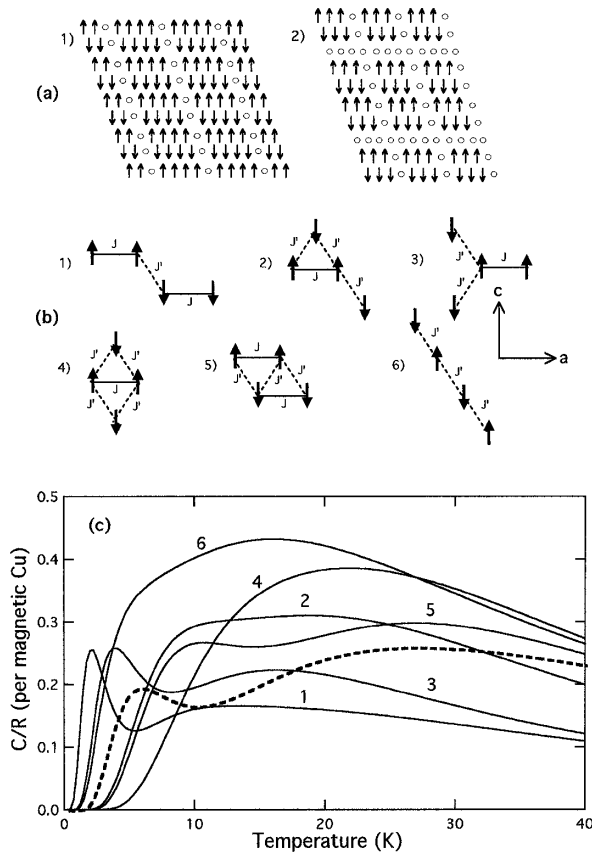 1)
2)
(a)
1)
J
J'
J
2)
J'
J'
J
J'
3)
J'
J
J'
(b)
4)
J'
J'
J
J'
J'
5)
J
J'
J'
J'
J
6)
J'
J'
J'
c
a
(c)
C/R (per magnetic Cu)
0.5
0.4
0.3
0.2
0.1
0.0
6
4
2
5
3
1
0
10
20
30
40
Temperature (K)